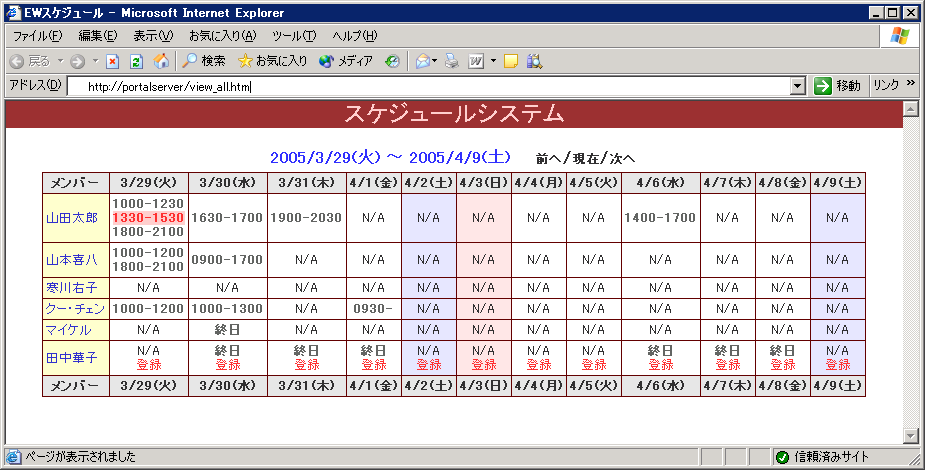 EWスケジュール - Microsoft Internet Explorer
ファイル(F) 編集(E) 表示(V) お気に入り(A) ツール(T) ヘルプ(H)
戻る 検索 お気に入り メディア
アドレス(D) http://portalserver/view_all.htm 移動 リンク »
スケジュールシステム
2005/3/29(火) ～ 2005/4/9(土) 前へ/現在/次へ
メンバー 3/29(火) 3/30(水) 3/31(木) 4/1(金) 4/2(土) 4/3(日) 4/4(月) 4/5(火) 4/6(水) 4/7(木) 4/8(金) 4/9(土)
1000-1230
山田太郎 1330-1530 1630-1700 1900-2030 N/A N/A N/A N/A N/A 1400-1700 N/A N/A N/A
1800-2100
山本喜八 1000-1200 0900-1700 N/A N/A N/A N/A N/A N/A N/A N/A N/A N/A
1800-2100
寒川右子 N/A N/A N/A N/A N/A N/A N/A N/A N/A N/A N/A N/A
クー・チェン 1000-1200 1000-1300 N/A 0930- N/A N/A N/A N/A N/A N/A N/A N/A
マイケル N/A 終日 N/A N/A N/A N/A N/A N/A N/A N/A N/A N/A
田中華子 N/A 終日 終日 終日 N/A N/A N/A N/A 終日 終日 終日 N/A
登録 登録 登録 登録 登録 登録 登録 登録 登録 登録 登録 登録
メンバー 3/29(火) 3/30(水) 3/31(木) 4/1(金) 4/2(土) 4/3(日) 4/4(月) 4/5(火) 4/6(水) 4/7(木) 4/8(金) 4/9(土)
ページが表示されました 信頼済みサイト